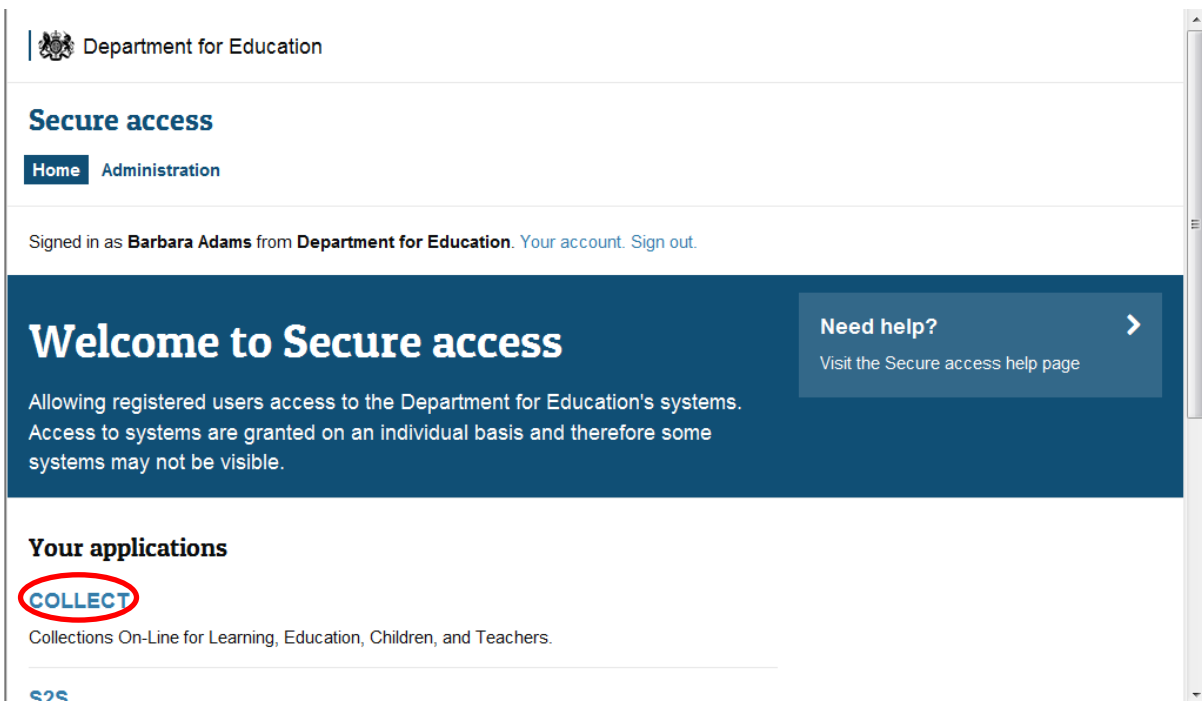 Department for Education
Secure access
Home Administration
Signed in as Barbara Adams from Department for Education. Your account. Sign out.
Welcome to Secure access
Allowing registered users access to the Department for Education's systems.
Access to systems are granted on an individual basis and therefore some
systems may not be visible.
Need help?
Visit the Secure access help page
Your applications
COLLECT
Collections On-Line for Learning, Education, Children, and Teachers.
S2S